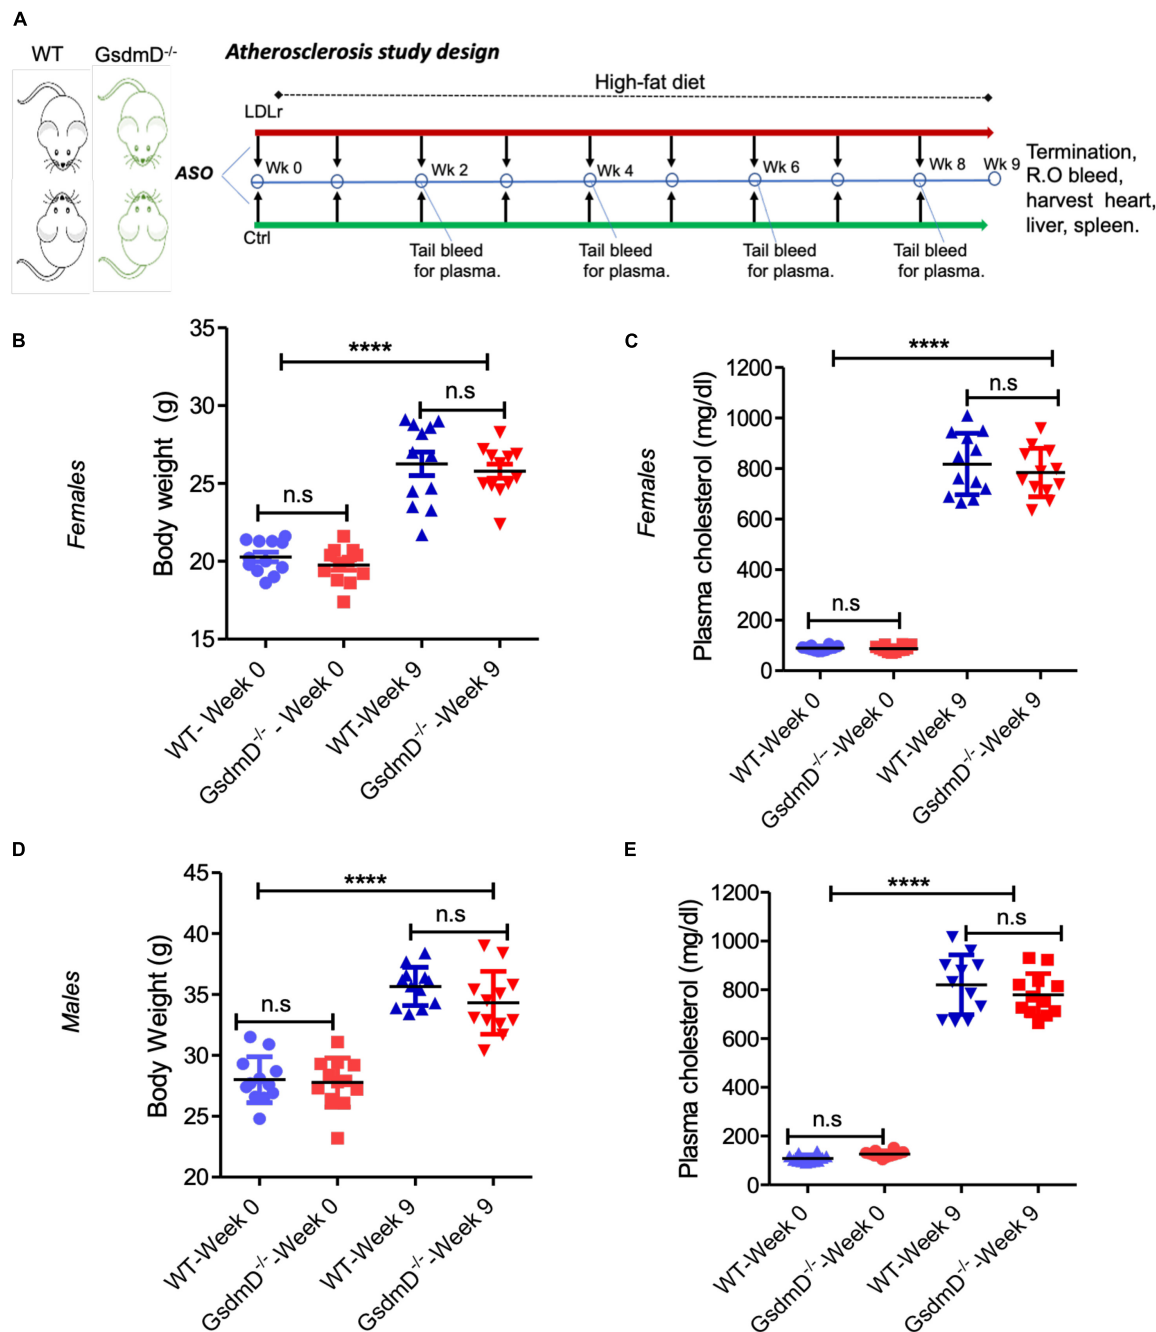 A
WT
GsdmD-/-
Atherosclerosis study design
High-fat diet
LDLr
ASO
Wk 0
Wk 2
Wk 4
Wk 6
Wk 8
Wk 9
Ctrl
Tail bleed
for plasma.
Tail bleed
for plasma.
Tail bleed
for plasma.
Tail bleed
for plasma.
Termination,
R.O bleed,
harvest heart,
liver, spleen.
B
Females
Body weight (g)
35
30
25
20
15
****
n.s
n.s
WT- Week 0
GsdmD-/- - Week 0
WT-Week 9
GsdmD-/- -Week 9
C
Females
Plasma cholesterol (mg/dl)
1200
1000
800
600
400
200
0
****
n.s
n.s
WT-Week 0
GsdmD-/--Week 0
WT-Week 9
GsdmD-/-Week 9
D
Males
Body Weight (g)
45
40
35
30
25
20
****
n.s
n.s
WT-Week 0
GsdmD-/--Week 0
WT-Week 9
GsdmD-/--Week 9
E
Plasma cholesterol (mg/dl)
1200
1000
800
600
400
200
0
****
n.s
n.s
WT-Week 0
GsdmD-/--Week 0
WT-Week 9
GsdmD-/--Week 9